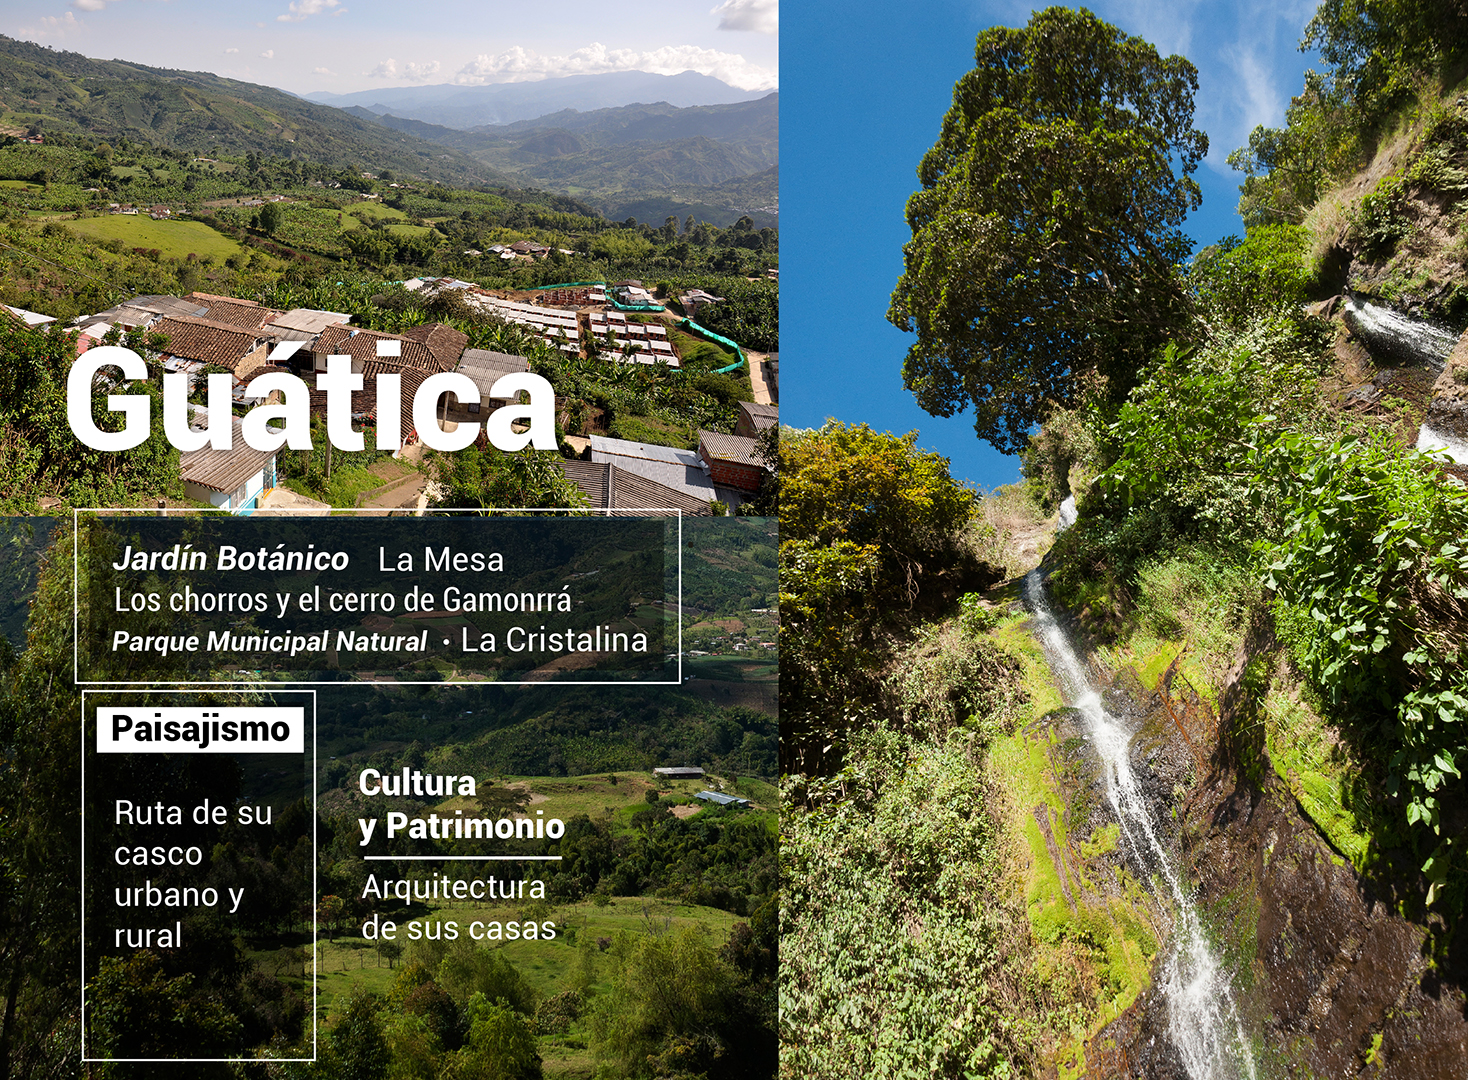 Guática
Jardín Botánico La Mesa
Los chorros y el cerro de Gamonrrá
Parque Municipal Natural · La Cristalina
Paisajismo
Ruta de su
casco
urbano y
rural
Cultura
y Patrimonio
Arquitectura
de sus casas